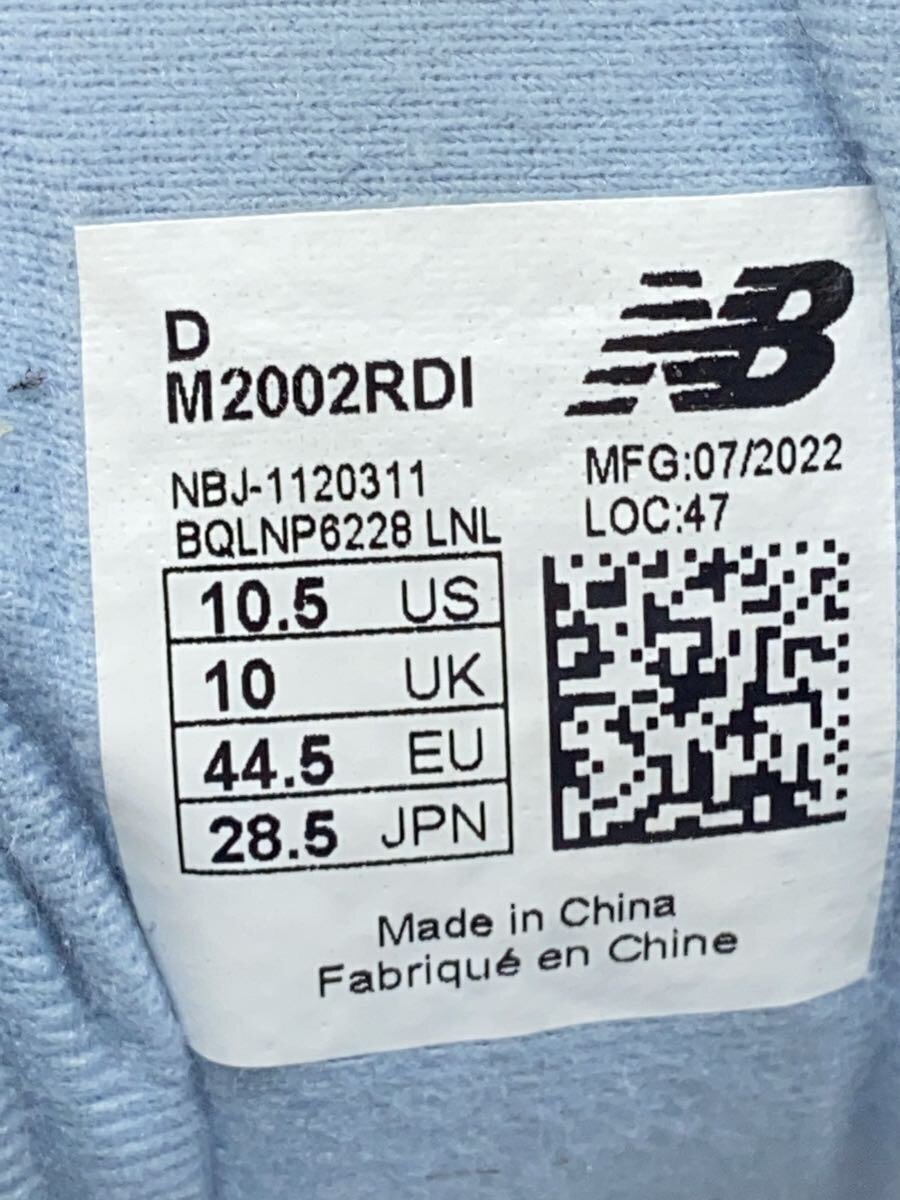 D
M2002RDI
NB
NBJ-1120311
BQLNP6228 LNL
MFG:07/2022
LOC:47
10.5 US
10 UK
44.5 EU
28.5 JPN
Made in China
Fabriqué en Chine